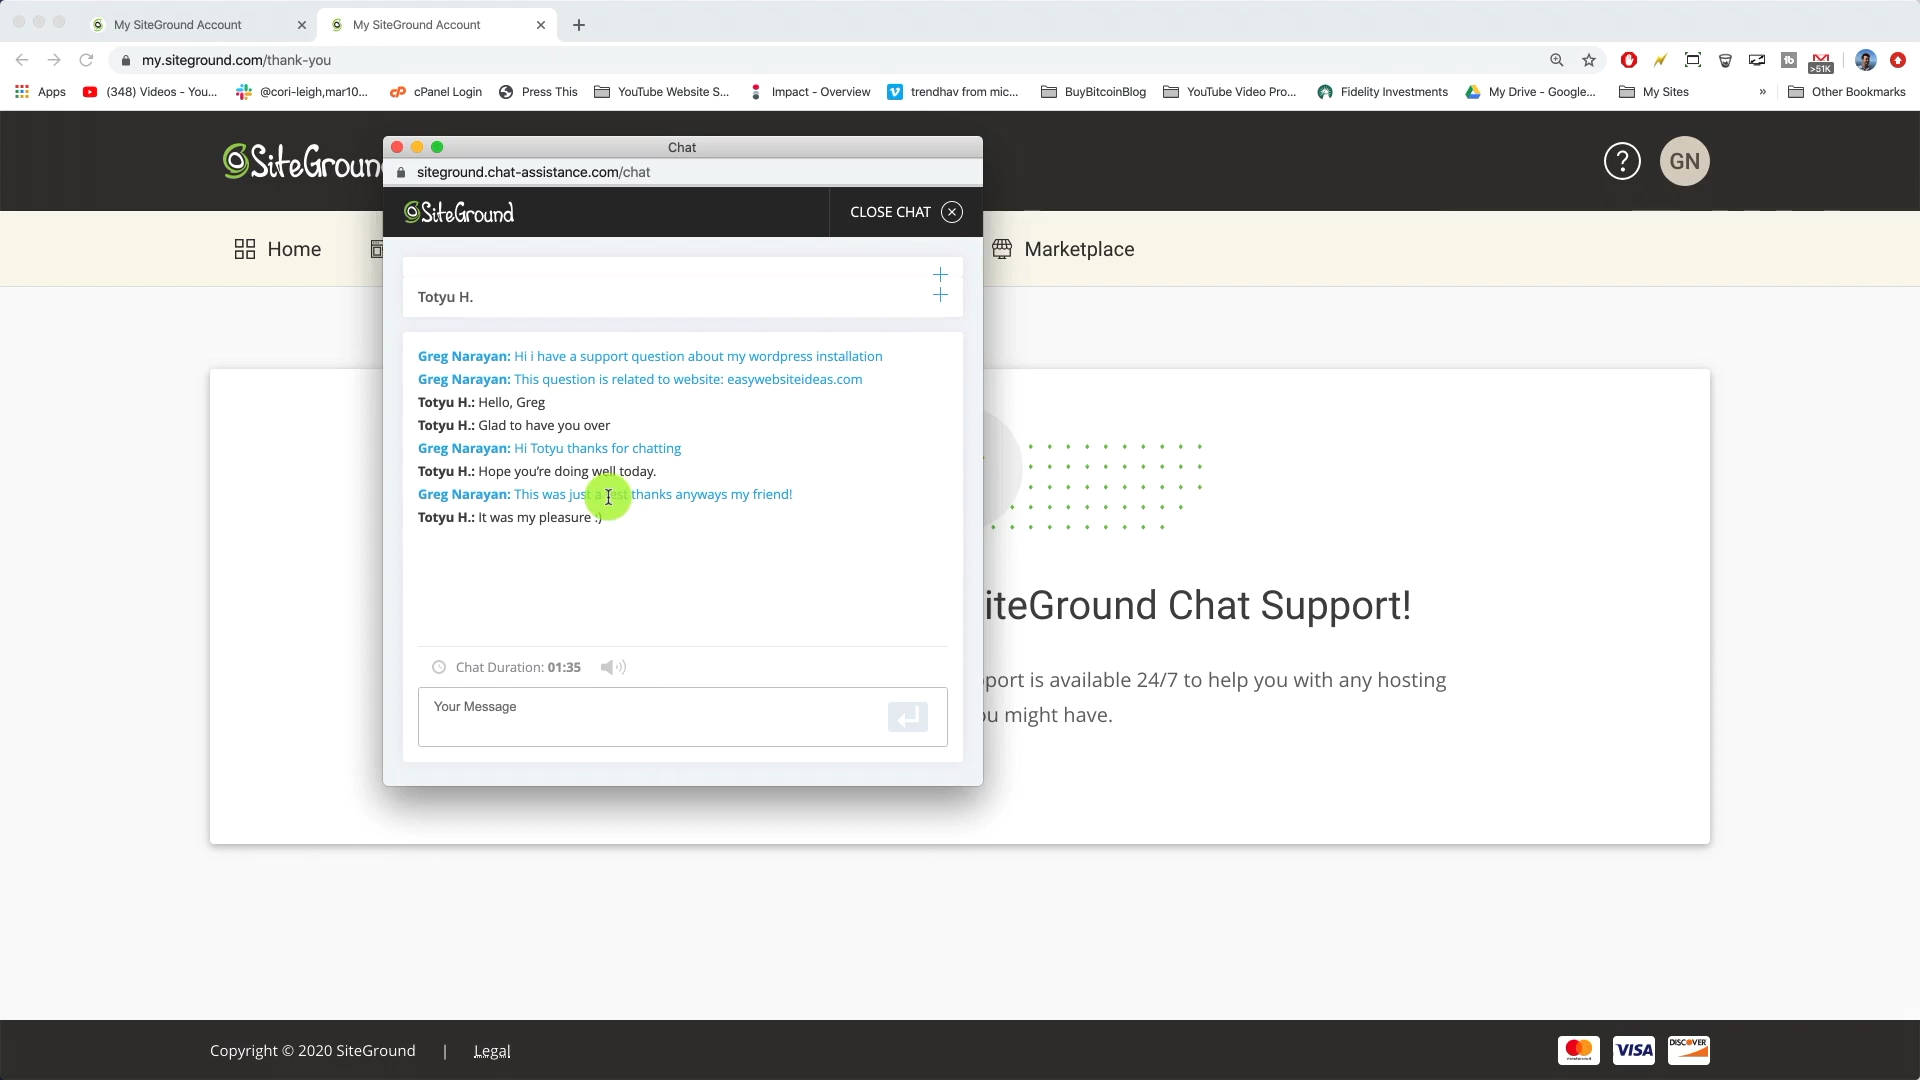 My SiteGround Account
My SiteGround Account
my.siteground.com/thank-you
>51K
Apps
(348) Videos - You...
@cori-leigh,mar10...
cPanel Login
Press This
YouTube Website S...
Impact - Overview
trendhav from mic...
BuyBitcoinBlog
YouTube Video Pro...
Fidelity Investments
My Drive - Google...
My Sites
»
Other Bookmarks
SiteGroun
?
GN
Chat
siteground.chat-assistance.com/chat
SiteGround
CLOSE CHAT
Home
Marketplace
Totyu H.
Greg Narayan: Hi i have a support question about my wordpress installation
Greg Narayan: This question is related to website: easywebsiteideas.com
Totyu H.: Hello, Greg
Totyu H.: Glad to have you over
Greg Narayan: Hi Totyu thanks for chatting
Totyu H.: Hope you're doing well today.
Greg Narayan: This was just a test thanks anyways my friend!
Totyu H.: It was my pleasure :)
iteGround Chat Support!
Chat Duration: 01:35
port is available 24/7 to help you with any hosting
ou might have.
Your Message
Copyright © 2020 SiteGround | Legal
VISA
DISCOVER